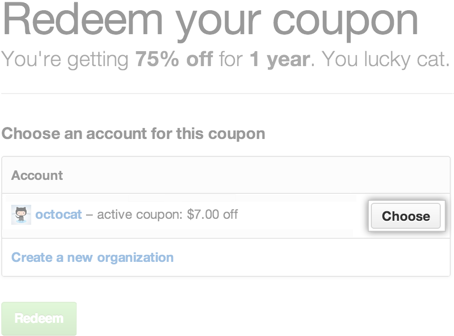 Redeem your coupon
You're getting 75% off for 1 year. You lucky cat.
Choose an account for this coupon
Account
octocat – active coupon: $7.00 off
Choose
Create a new organization
Redeem